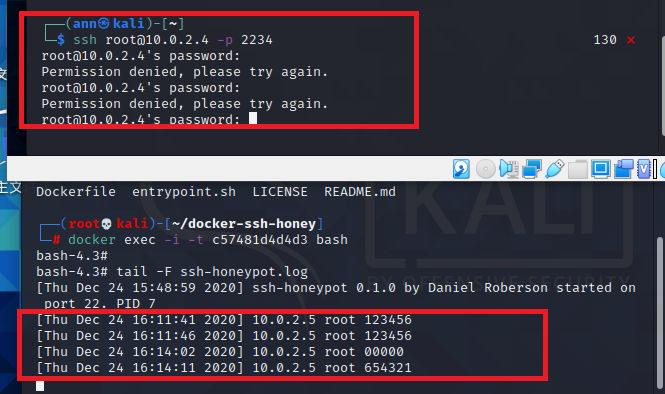 (ann㉿kali)-[~]
$ ssh root@10.0.2.4 -p 2234 130 ⨯
root@10.0.2.4's password:
Permission denied, please try again.
root@10.0.2.4's password:
Permission denied, please try again.
root@10.0.2.4's password:
文
主文
Dockerfile entrypoint.sh LICENSE README.md
(root💀kali)-[~/docker-ssh-honey]
# docker exec -i -t c57481d4d4d3 bash
bash-4.3#
bash-4.3# tail -F ssh-honeypot.log
[Thu Dec 24 15:48:59 2020] ssh-honeypot 0.1.0 by Daniel Roberson started on
port 22. PID 7
[Thu Dec 24 16:11:41 2020] 10.0.2.5 root 123456
[Thu Dec 24 16:11:46 2020] 10.0.2.5 root 123456
[Thu Dec 24 16:14:02 2020] 10.0.2.5 root 00000
[Thu Dec 24 16:14:11 2020] 10.0.2.5 root 654321
KALI
BY OFFENSIVE SECURITY